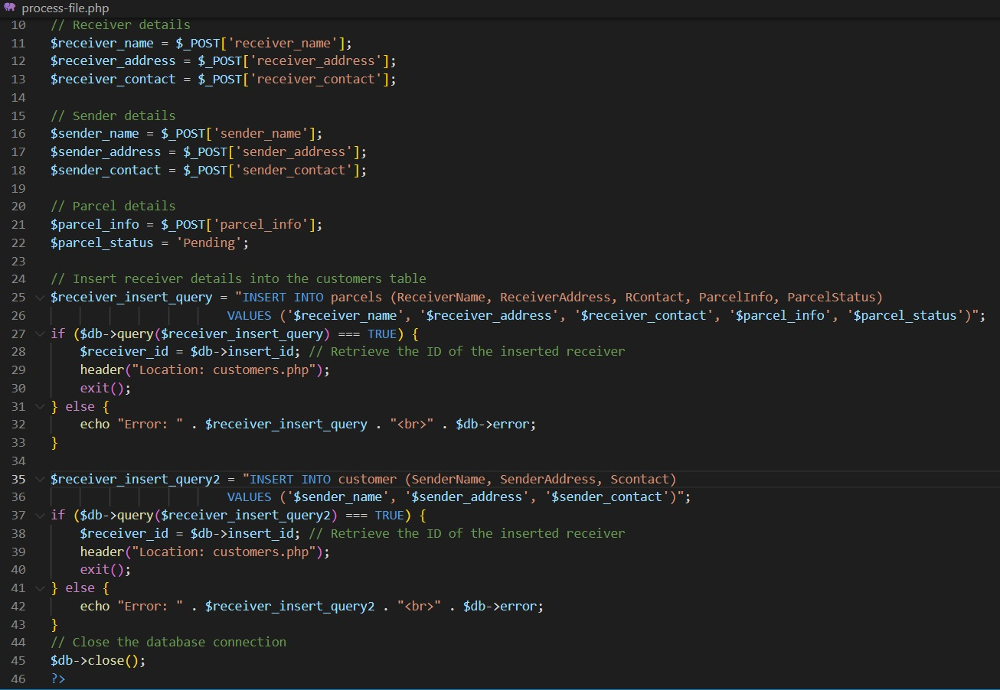 process-file.php
10 // Receiver details
11 $receiver_name = $_POST['receiver_name'];
12 $receiver_address = $_POST['receiver_address'];
13 $receiver_contact = $_POST['receiver_contact'];
14
15 // Sender details
16 $sender_name = $_POST['sender_name'];
17 $sender_address = $_POST['sender_address'];
18 $sender_contact = $_POST['sender_contact'];
19
20 // Parcel details
21 $parcel_info = $_POST['parcel_info'];
22 $parcel_status = 'Pending';
23
24 // Insert receiver details into the customers table
25 $receiver_insert_query = "INSERT INTO parcels (ReceiverName, ReceiverAddress, RContact, ParcelInfo, ParcelStatus)
26                         VALUES ('$receiver_name', '$receiver_address', '$receiver_contact', '$parcel_info', '$parcel_status')";
27 if ($db->query($receiver_insert_query) === TRUE) {
28     $receiver_id = $db->insert_id; // Retrieve the ID of the inserted receiver
29     header("Location: customers.php");
30     exit();
31 } else {
32     echo "Error: " . $receiver_insert_query . "<br>" . $db->error;
33 }
34
35 $receiver_insert_query2 = "INSERT INTO customer (SenderName, SenderAddress, Scontact)
36                         VALUES ('$sender_name', '$sender_address', '$sender_contact')";
37 if ($db->query($receiver_insert_query2) === TRUE) {
38     $receiver_id = $db->insert_id; // Retrieve the ID of the inserted receiver
39     header("Location: customers.php");
40     exit();
41 } else {
42     echo "Error: " . $receiver_insert_query2 . "<br>" . $db->error;
43 }
44 // Close the database connection
45 $db->close();
46 ?>